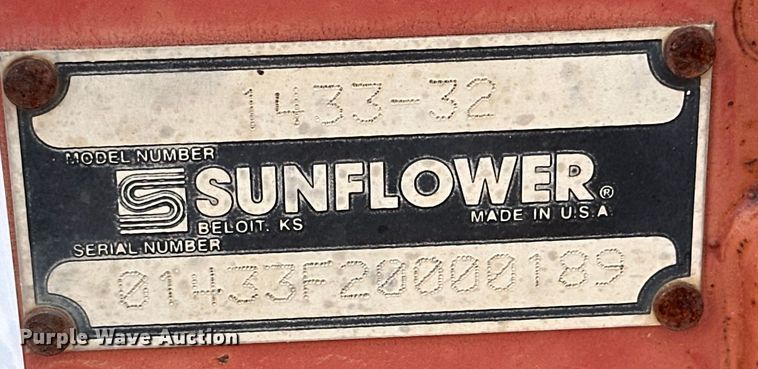 1433-32
MODEL NUMBER
SUNFLOWER®
BELOIT. KS
MADE IN U.S.A
SERIAL NUMBER
01433F20000189
Purple Wave Auction